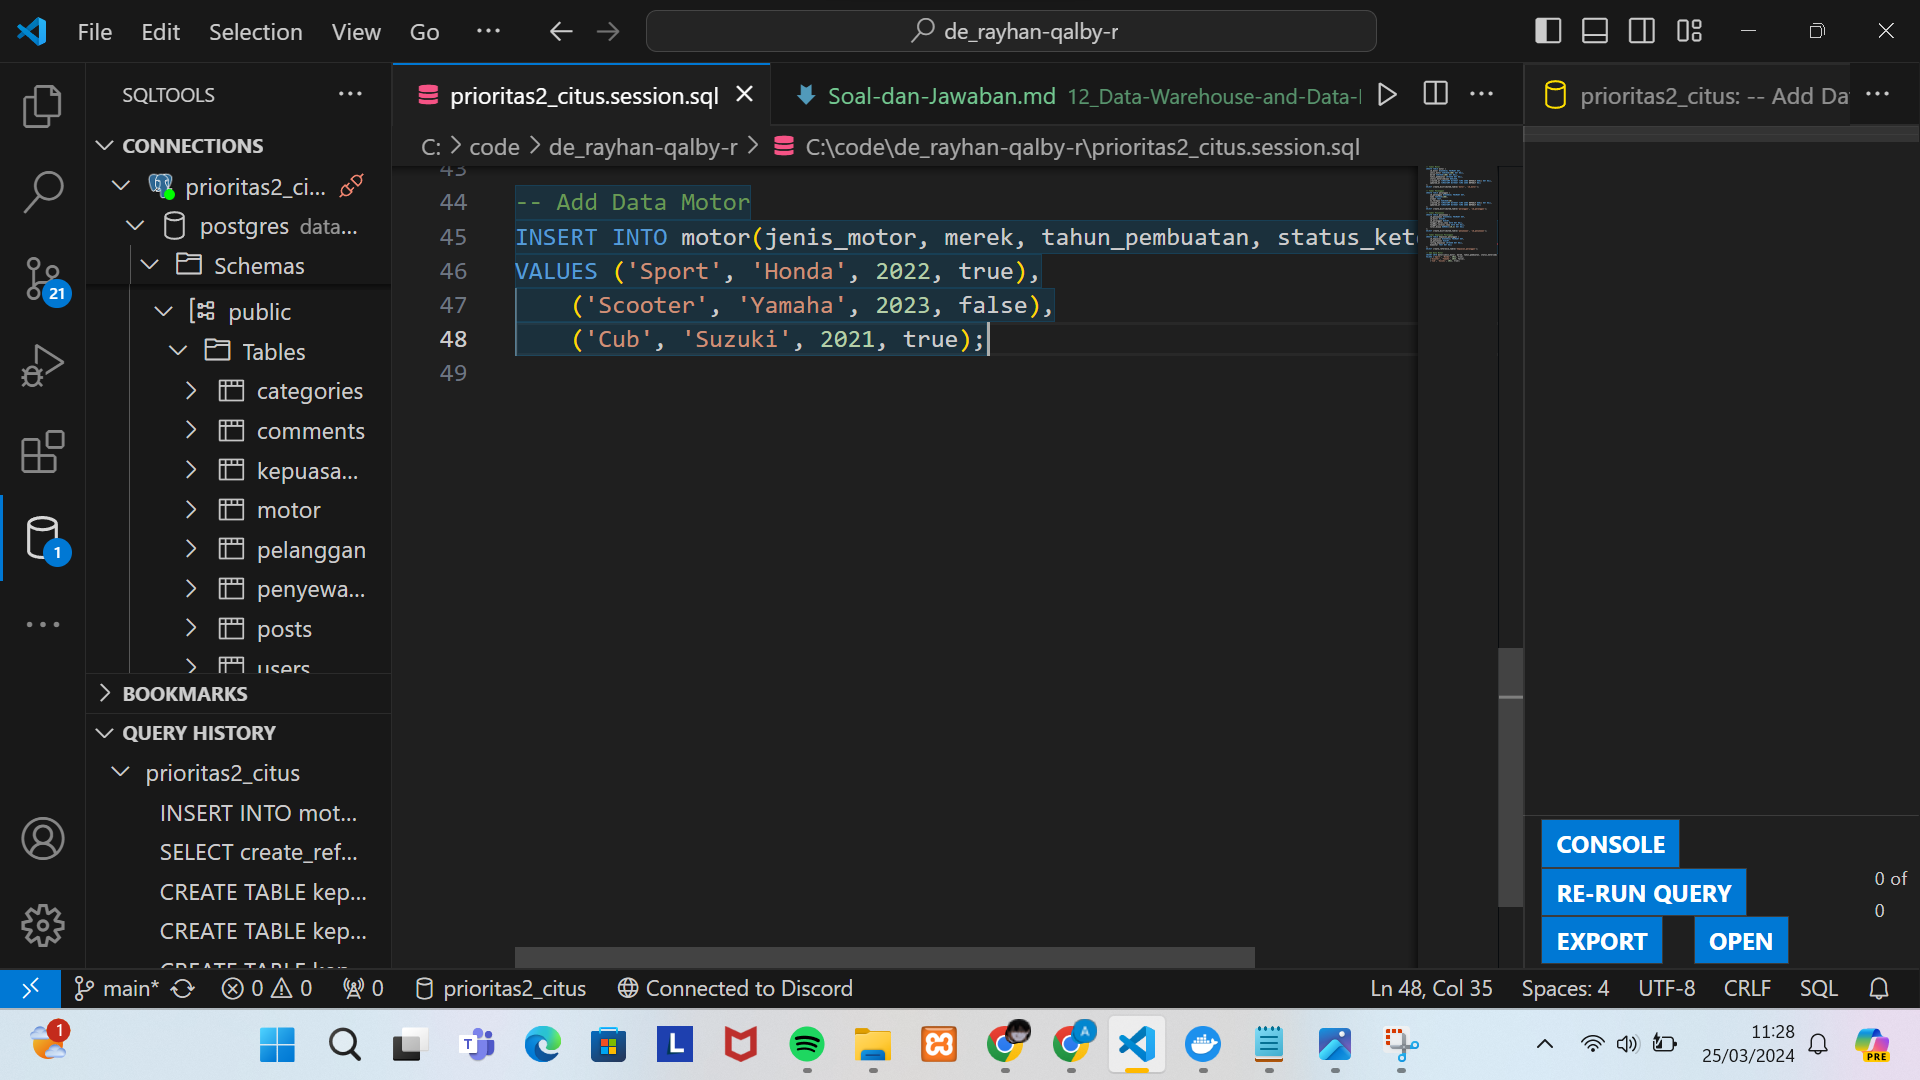 File Edit Selection View Go ··· de_rayhan-qalby-r
SQLTOOLS ···
CONNECTIONS
prioritas2_ci...
postgres data...
Schemas
public
Tables
categories
comments
kepuasa...
motor
pelanggan
penyewa...
posts
users
BOOKMARKS
QUERY HISTORY
prioritas2_citus
INSERT INTO mot...
SELECT create_ref...
CREATE TABLE kep...
CREATE TABLE kep...
CREATE TABLE kep...
21
1
prioritas2_citus.session.sql
Soal-dan-Jawaban.md 12_Data-Warehouse-and-Data-
C: > code > de_rayhan-qalby-r > C:\code\de_rayhan-qalby-r\prioritas2_citus.session.sql
43
44 -- Add Data Motor
45 INSERT INTO motor(jenis_motor, merek, tahun_pembuatan, status_ket
46 VALUES ('Sport', 'Honda', 2022, true),
47 ('Scooter', 'Yamaha', 2023, false),
48 ('Cub', 'Suzuki', 2021, true);
49
prioritas2_citus: -- Add Da ···
CONSOLE
RE-RUN QUERY
EXPORT OPEN
0 of
0
main* 0 0 0 prioritas2_citus Connected to Discord Ln 48, Col 35 Spaces: 4 UTF-8 CRLF SQL
1
T
L
A
11:28
25/03/2024
PRE